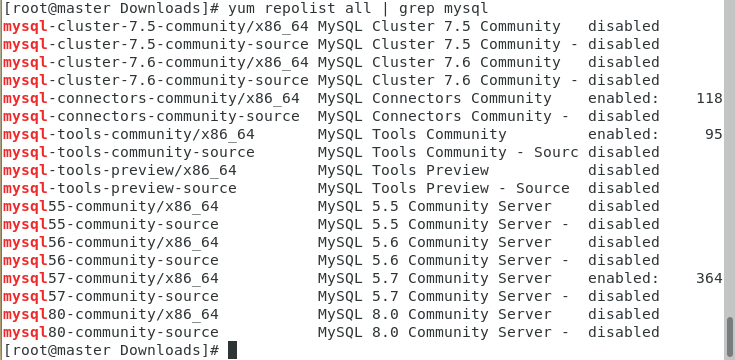 [root@master Downloads]# yum repolist all | grep mysql
mysql-cluster-7.5-community/x86_64 MySQL Cluster 7.5 Community   disabled
mysql-cluster-7.5-community-source MySQL Cluster 7.5 Community - disabled
mysql-cluster-7.6-community/x86_64 MySQL Cluster 7.6 Community   disabled
mysql-cluster-7.6-community-source MySQL Cluster 7.6 Community - disabled
mysql-connectors-community/x86_64  MySQL Connectors Community    enabled:    118
mysql-connectors-community-source  MySQL Connectors Community -  disabled
mysql-tools-community/x86_64       MySQL Tools Community         enabled:     95
mysql-tools-community-source       MySQL Tools Community - Sourc disabled
mysql-tools-preview/x86_64         MySQL Tools Preview           disabled
mysql-tools-preview-source         MySQL Tools Preview - Source  disabled
mysql55-community/x86_64           MySQL 5.5 Community Server    disabled
mysql55-community-source           MySQL 5.5 Community Server -  disabled
mysql56-community/x86_64           MySQL 5.6 Community Server    disabled
mysql56-community-source           MySQL 5.6 Community Server -  disabled
mysql57-community/x86_64           MySQL 5.7 Community Server    enabled:    364
mysql57-community-source           MySQL 5.7 Community Server -  disabled
mysql80-community/x86_64           MySQL 8.0 Community Server    disabled
mysql80-community-source           MySQL 8.0 Community Server -  disabled
[root@master Downloads]#